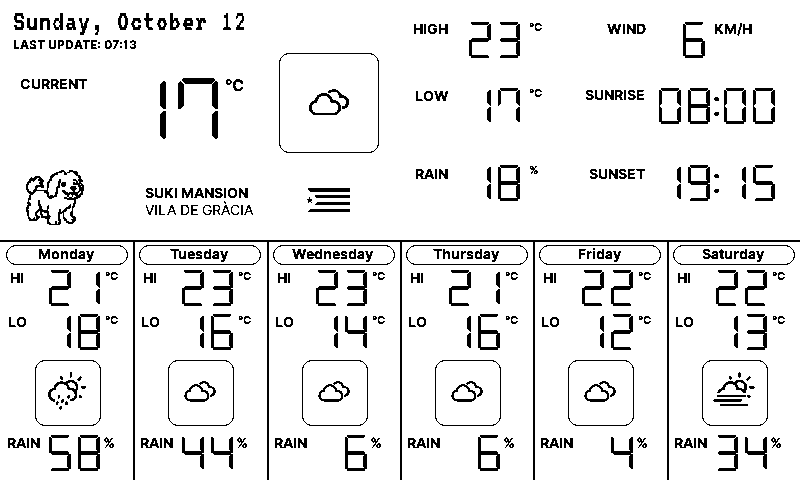 Sunday, October 12
LAST UPDATE: 07:13
CURRENT 17 °C
SUKI MANSION
VILA DE GRÀCIA
HIGH 23 °C
LOW 17 °C
RAIN 18 %
WIND 6 KM/H
SUNRISE 08:00
SUNSET 19:15
Monday
HI 21 °C
LO 18 °C
RAIN 58 %
Tuesday
HI 23 °C
LO 16 °C
RAIN 44 %
Wednesday
HI 23 °C
LO 14 °C
RAIN 6 %
Thursday
HI 21 °C
LO 16 °C
RAIN 6 %
Friday
HI 22 °C
LO 12 °C
RAIN 4 %
Saturday
HI 22 °C
LO 13 °C
RAIN 34 %